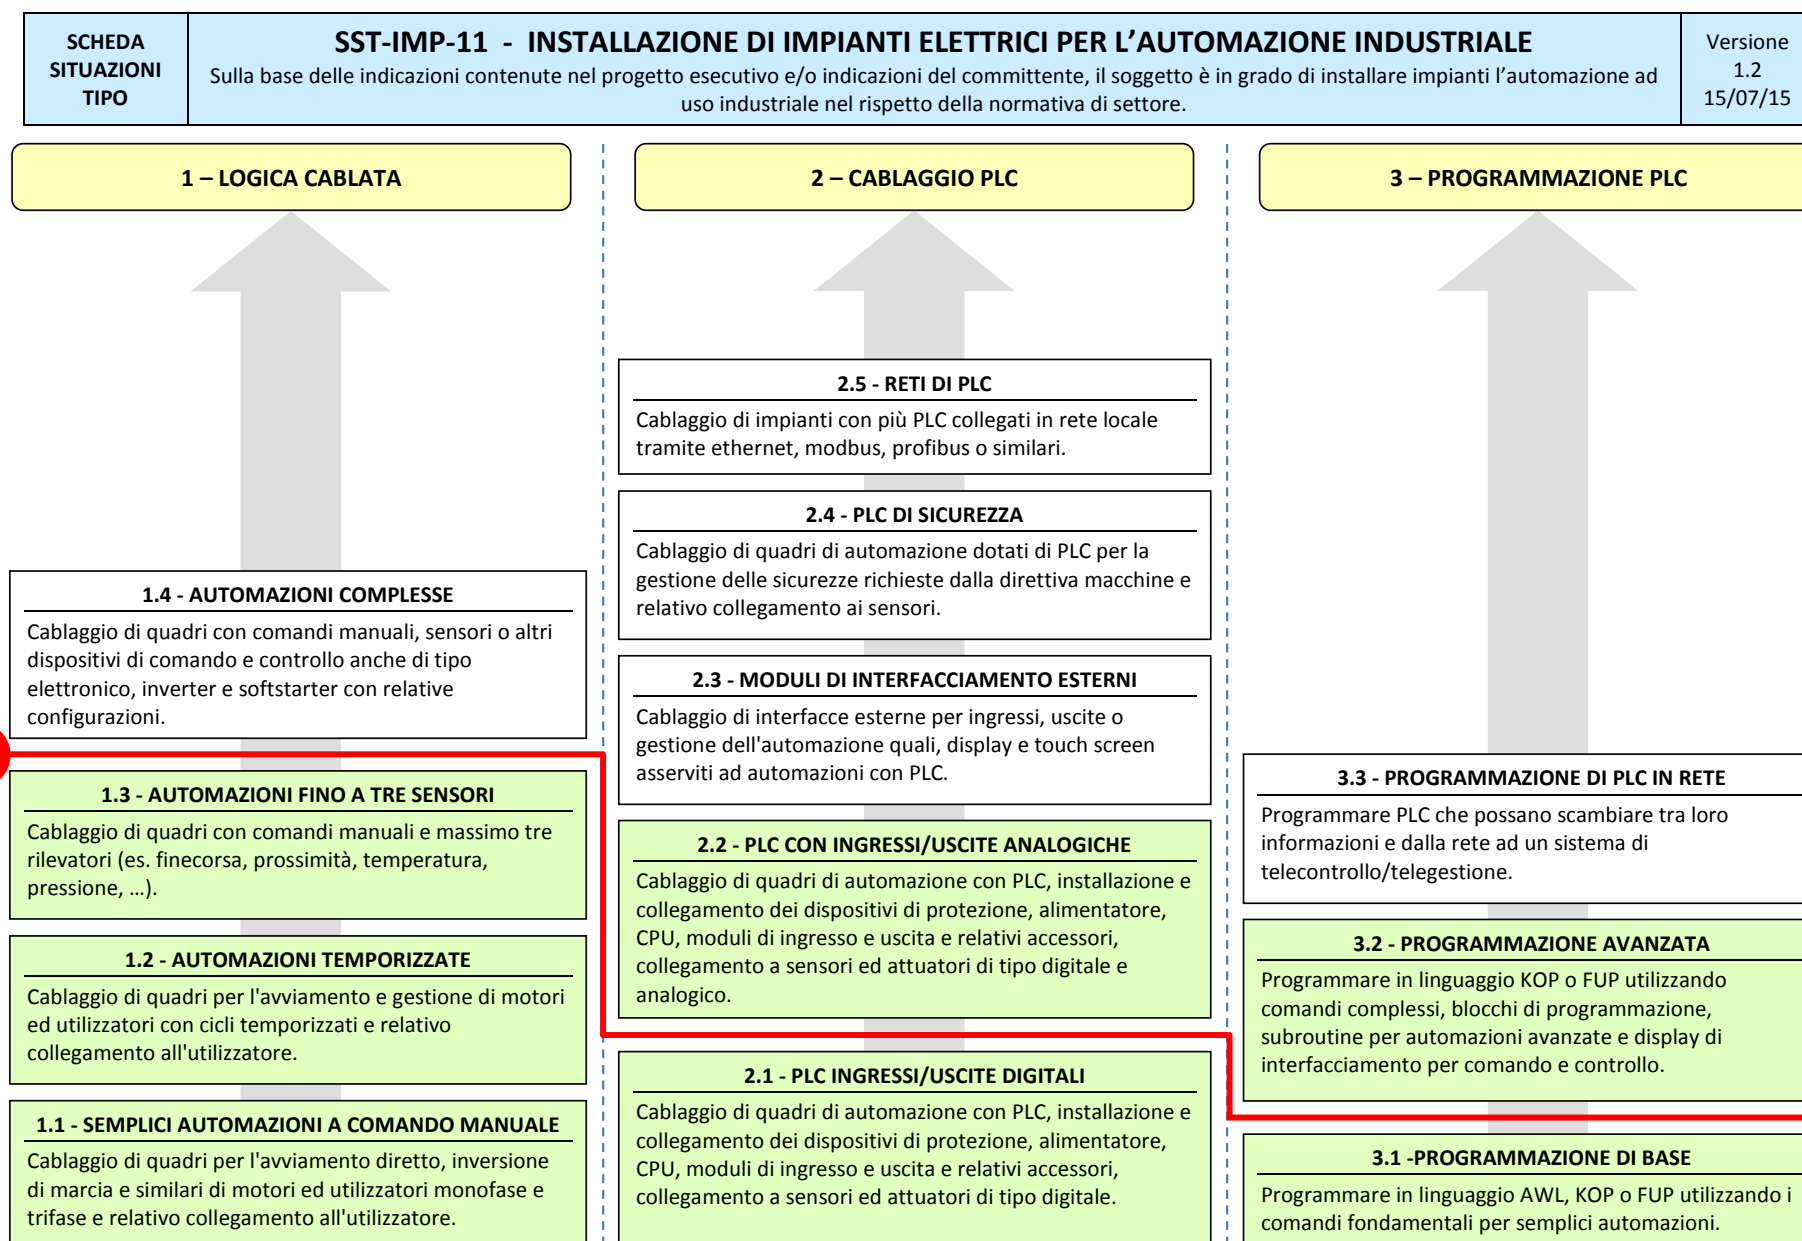 SCHEDA
SITUAZIONI
TIPO
SST-IMP-11 - INSTALLAZIONE DI IMPIANTI ELETTRICI PER L’AUTOMAZIONE INDUSTRIALE
Sulla base delle indicazioni contenute nel progetto esecutivo e/o indicazioni del committente, il soggetto è in grado di installare impianti l’automazione ad
uso industriale nel rispetto della normativa di settore.
Versione
1.2
15/07/15
1 – LOGICA CABLATA
1.4 - AUTOMAZIONI COMPLESSE
Cablaggio di quadri con comandi manuali, sensori o altri
dispositivi di comando e controllo anche di tipo
elettronico, inverter e softstarter con relative
configurazioni.
1.3 - AUTOMAZIONI FINO A TRE SENSORI
Cablaggio di quadri con comandi manuali e massimo tre
rilevatori (es. finecorsa, prossimità, temperatura,
pressione, …).
1.2 - AUTOMAZIONI TEMPORIZZATE
Cablaggio di quadri per l'avviamento e gestione di motori
ed utilizzatori con cicli temporizzati e relativo
collegamento all'utilizzatore.
1.1 - SEMPLICI AUTOMAZIONI A COMANDO MANUALE
Cablaggio di quadri per l'avviamento diretto, inversione
di marcia e similari di motori ed utilizzatori monofase e
trifase e relativo collegamento all'utilizzatore.
2 – CABLAGGIO PLC
2.5 - RETI DI PLC
Cablaggio di impianti con più PLC collegati in rete locale
tramite ethernet, modbus, profibus o similari.
2.4 - PLC DI SICUREZZA
Cablaggio di quadri di automazione dotati di PLC per la
gestione delle sicurezze richieste dalla direttiva macchine e
relativo collegamento ai sensori.
2.3 - MODULI DI INTERFACCIAMENTO ESTERNI
Cablaggio di interfacce esterne per ingressi, uscite o
gestione dell'automazione quali, display e touch screen
asserviti ad automazioni con PLC.
2.2 - PLC CON INGRESSI/USCITE ANALOGICHE
Cablaggio di quadri di automazione con PLC, installazione e
collegamento dei dispositivi di protezione, alimentatore,
CPU, moduli di ingresso e uscita e relativi accessori,
collegamento a sensori ed attuatori di tipo digitale e
analogico.
2.1 - PLC INGRESSI/USCITE DIGITALI
Cablaggio di quadri di automazione con PLC, installazione e
collegamento dei dispositivi di protezione, alimentatore,
CPU, moduli di ingresso e uscita e relativi accessori,
collegamento a sensori ed attuatori di tipo digitale.
3 – PROGRAMMAZIONE PLC
3.3 - PROGRAMMAZIONE DI PLC IN RETE
Programmare PLC che possano scambiare tra loro
informazioni e dalla rete ad un sistema di
telecontrollo/telegestione.
3.2 - PROGRAMMAZIONE AVANZATA
Programmare in linguaggio KOP o FUP utilizzando
comandi complessi, blocchi di programmazione,
subroutine per automazioni avanzate e display di
interfacciamento per comando e controllo.
3.1 -PROGRAMMAZIONE DI BASE
Programmare in linguaggio AWL, KOP o FUP utilizzando i
comandi fondamentali per semplici automazioni.